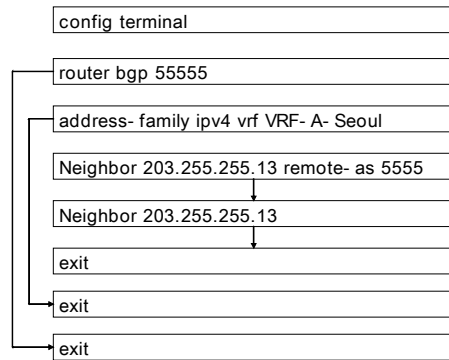 config terminal
router bgp 55555
address- family ipv4 vrf VRF- A- Seoul
Neighbor 203.255.255.13 remote- as 5555
Neighbor 203.255.255.13
exit
exit
exit